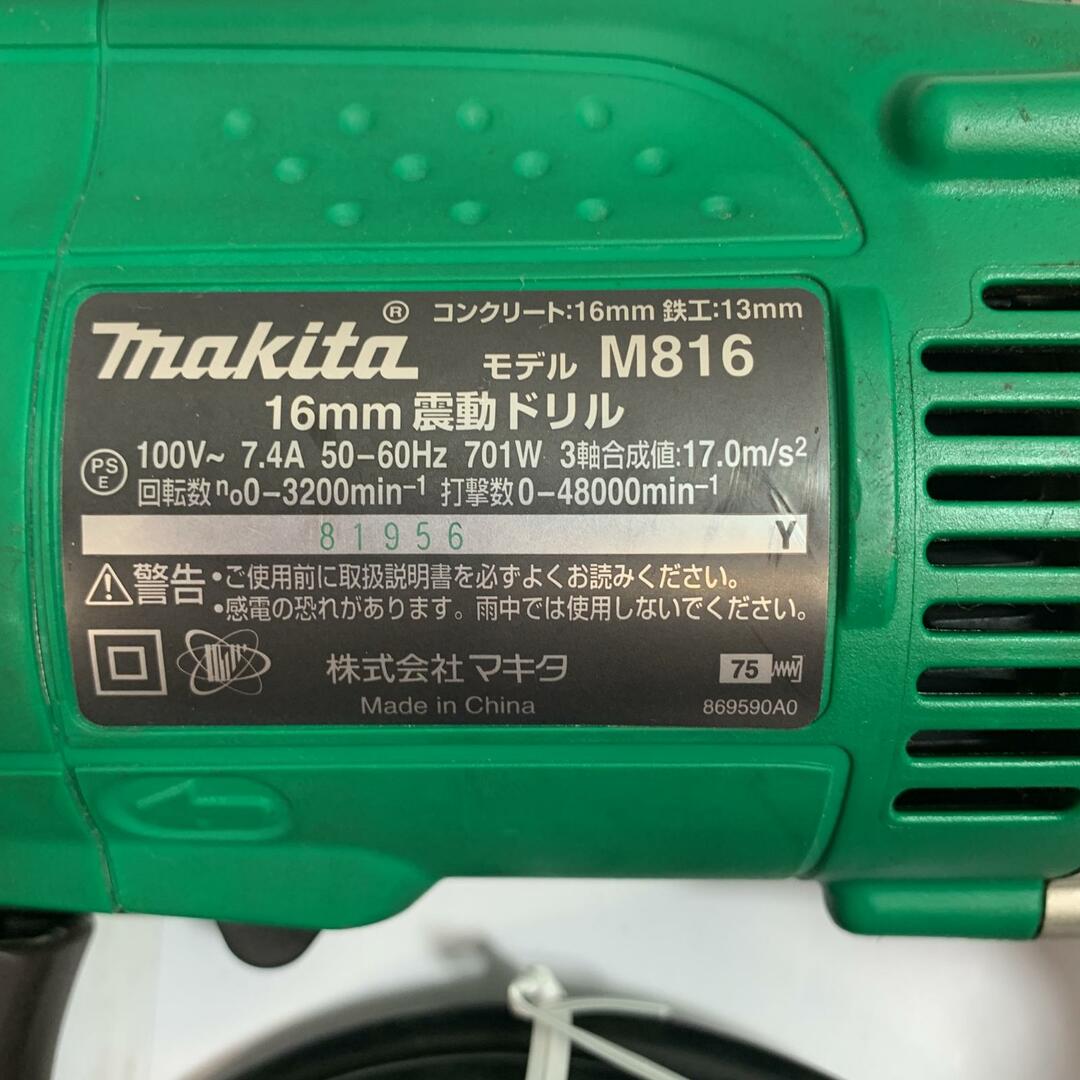 makita ® コンクリート:16mm 鉄工:13mm
モデル M816
16mm 震動ドリル
PS E 100V~ 7.4A 50-60Hz 701W 3軸合成値:17.0m/s²
回転数 n₀0-3200min⁻¹ 打撃数 0-48000min⁻¹
81956 Y
警告 •ご使用前に取扱説明書を必ずよくお読みください。
•感電の恐れがあります。雨中では使用しないでください。
株式会社 マキタ 75
Made in China 869590A0